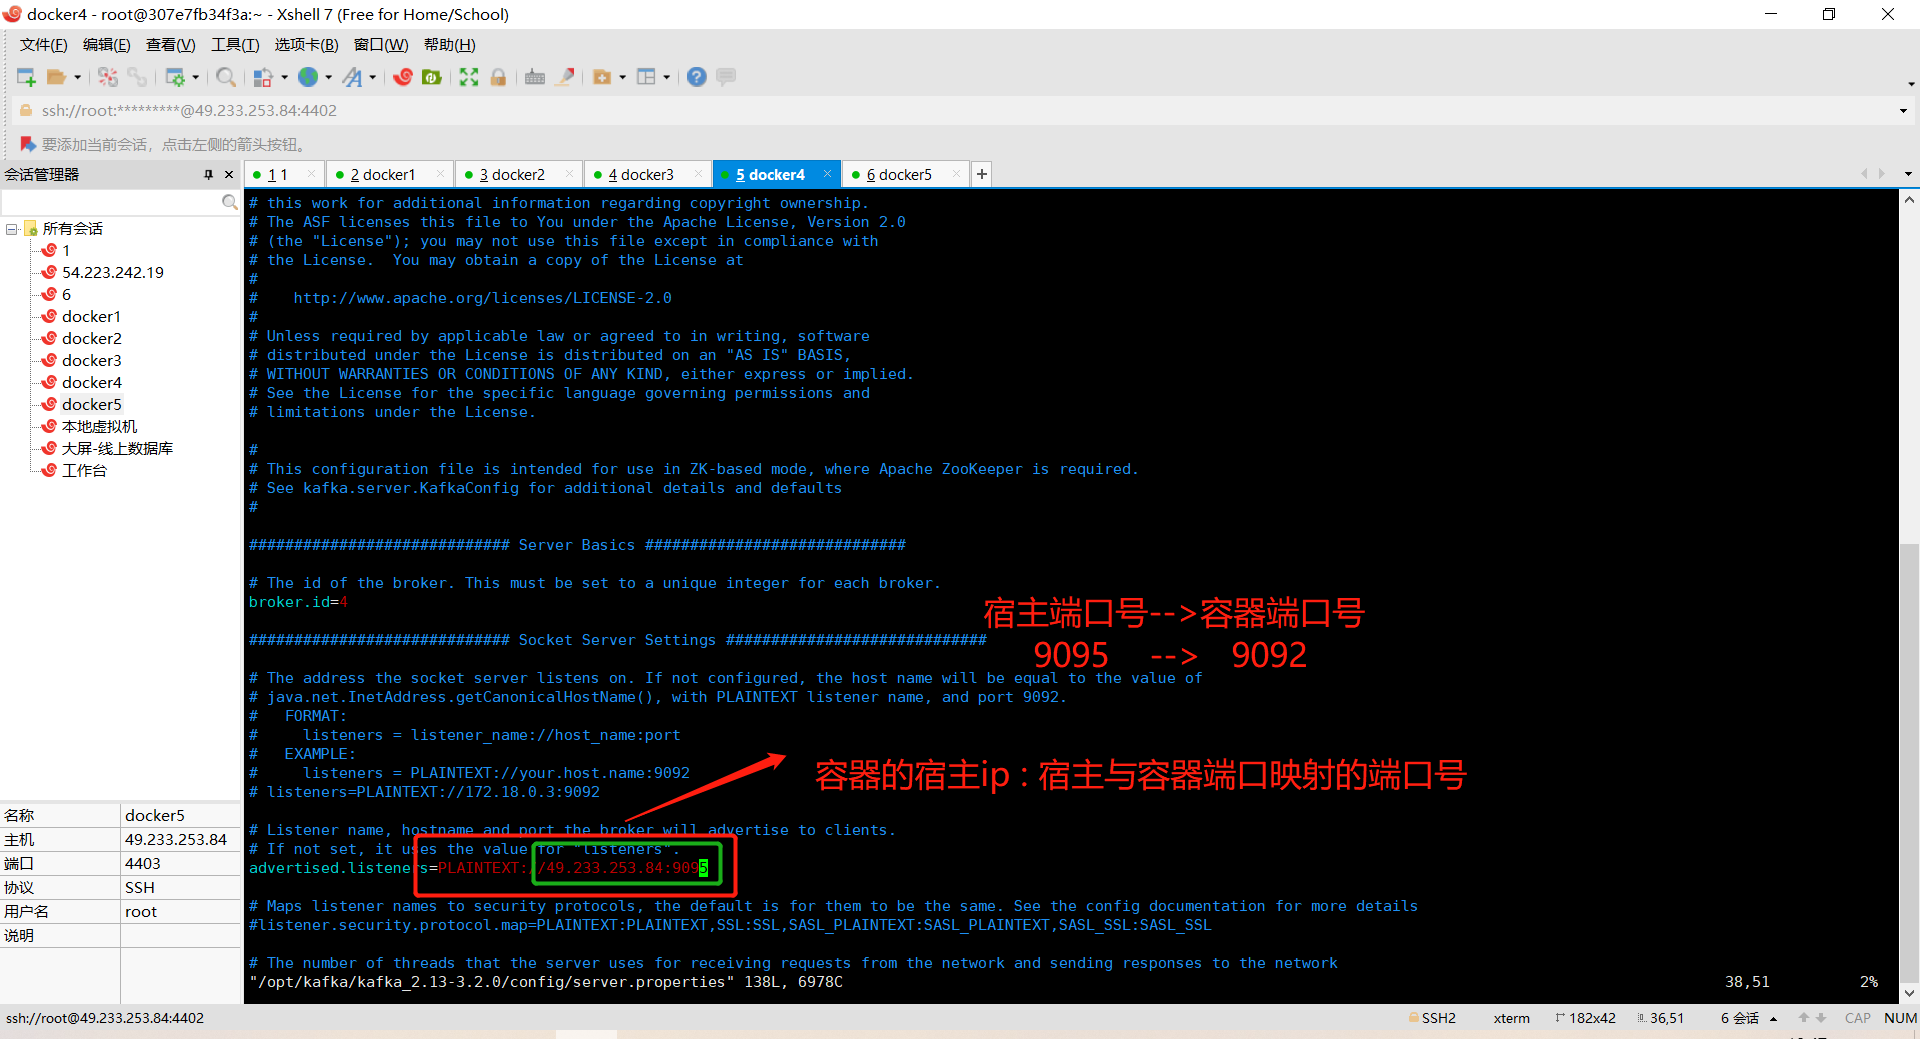 docker4 - root@307e7fb34f3a:~ - Xshell 7 (Free for Home/School)
文件(F) 编辑(E) 查看(V) 工具(T) 选项卡(B) 窗口(W) 帮助(H)
ssh://root:*********@49.233.253.84:4402
要添加当前会话，点击左侧的箭头按钮。
会话管理器
1 1
2 docker1
3 docker2
4 docker3
5 docker4
6 docker5
所有会话
1
54.223.242.19
6
docker1
docker2
docker3
docker4
docker5
本地虚拟机
大屏-线上数据库
工作台
名称 docker5
主机 49.233.253.84
端口 4403
协议 SSH
用户名 root
说明
# this work for additional information regarding copyright ownership.
# The ASF licenses this file to You under the Apache License, Version 2.0
# (the "License"); you may not use this file except in compliance with
# the License.  You may obtain a copy of the License at
#
#    http://www.apache.org/licenses/LICENSE-2.0
#
# Unless required by applicable law or agreed to in writing, software
# distributed under the License is distributed on an "AS IS" BASIS,
# WITHOUT WARRANTIES OR CONDITIONS OF ANY KIND, either express or implied.
# See the License for the specific language governing permissions and
# limitations under the License.
#
# This configuration file is intended for use in ZK-based mode, where Apache ZooKeeper is required.
# See kafka.server.KafkaConfig for additional details and defaults
#
############################# Server Basics #############################
# The id of the broker. This must be set to a unique integer for each broker.
broker.id=4
宿主端口号-->容器端口号
############################# Socket Server Settings #############################
9095 --> 9092
# The address the socket server listens on. If not configured, the host name will be equal to the value of
# java.net.InetAddress.getCanonicalHostName(), with PLAINTEXT listener name, and port 9092.
#   FORMAT:
#     listeners = listener_name://host_name:port
#   EXAMPLE:
#     listeners = PLAINTEXT://your.host.name:9092
容器的宿主ip：宿主与容器端口映射的端口号
# listeners=PLAINTEXT://172.18.0.3:9092
# Listener name, hostname and port the broker will advertise to clients.
# If not set, it uses the value for "listeners".
advertised.listeners=PLAINTEXT://49.233.253.84:9095
# Maps listener names to security protocols, the default is for them to be the same. See the config documentation for more details
#listener.security.protocol.map=PLAINTEXT:PLAINTEXT,SSL:SSL,SASL_PLAINTEXT:SASL_PLAINTEXT,SASL_SSL:SASL_SSL
# The number of threads that the server uses for receiving requests from the network and sending responses to the network
"/opt/kafka/kafka_2.13-3.2.0/config/server.properties" 138L, 6978C 38,51 2%
ssh://root@49.233.253.84:4402 SSH2 xterm 182x42 36,51 6 会话 CAP NUM